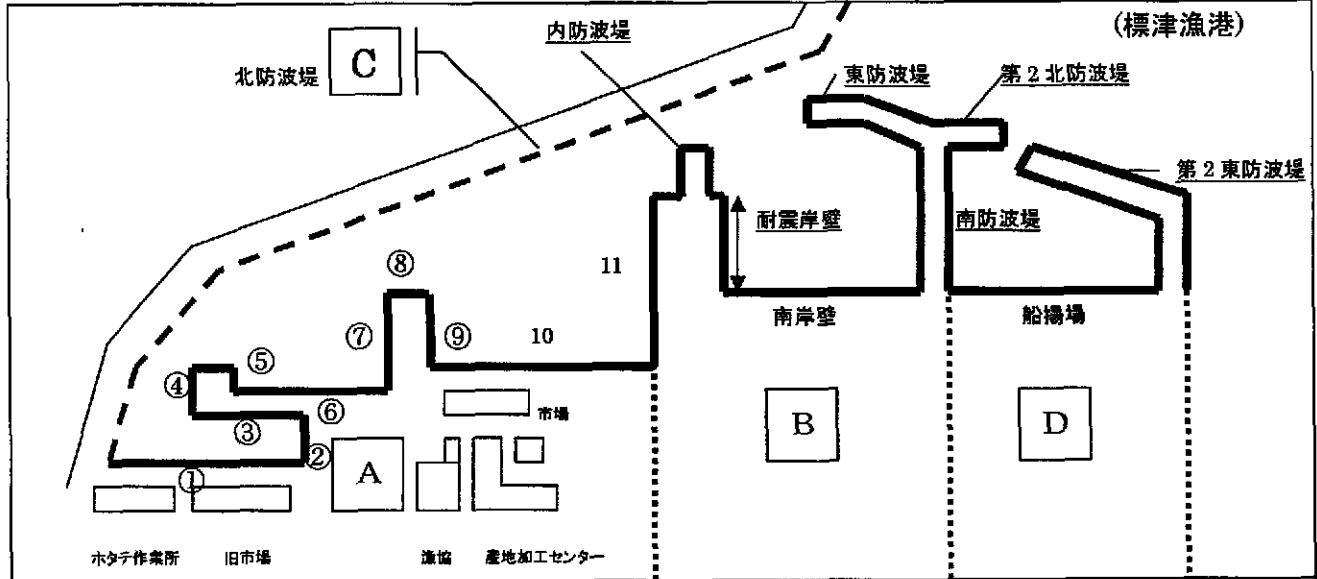 (標津漁港)
内防波堤
北防波堤
C
東防波堤
第2北防波堤
第2東防波堤
耐震岸壁
南防波堤
⑧
11
南岸壁
船揚場
⑦
⑨
10
⑤
④
⑥
市場
③
B
D
②
A
①
ホタテ作業所
旧市場
漁協
産地加工センター